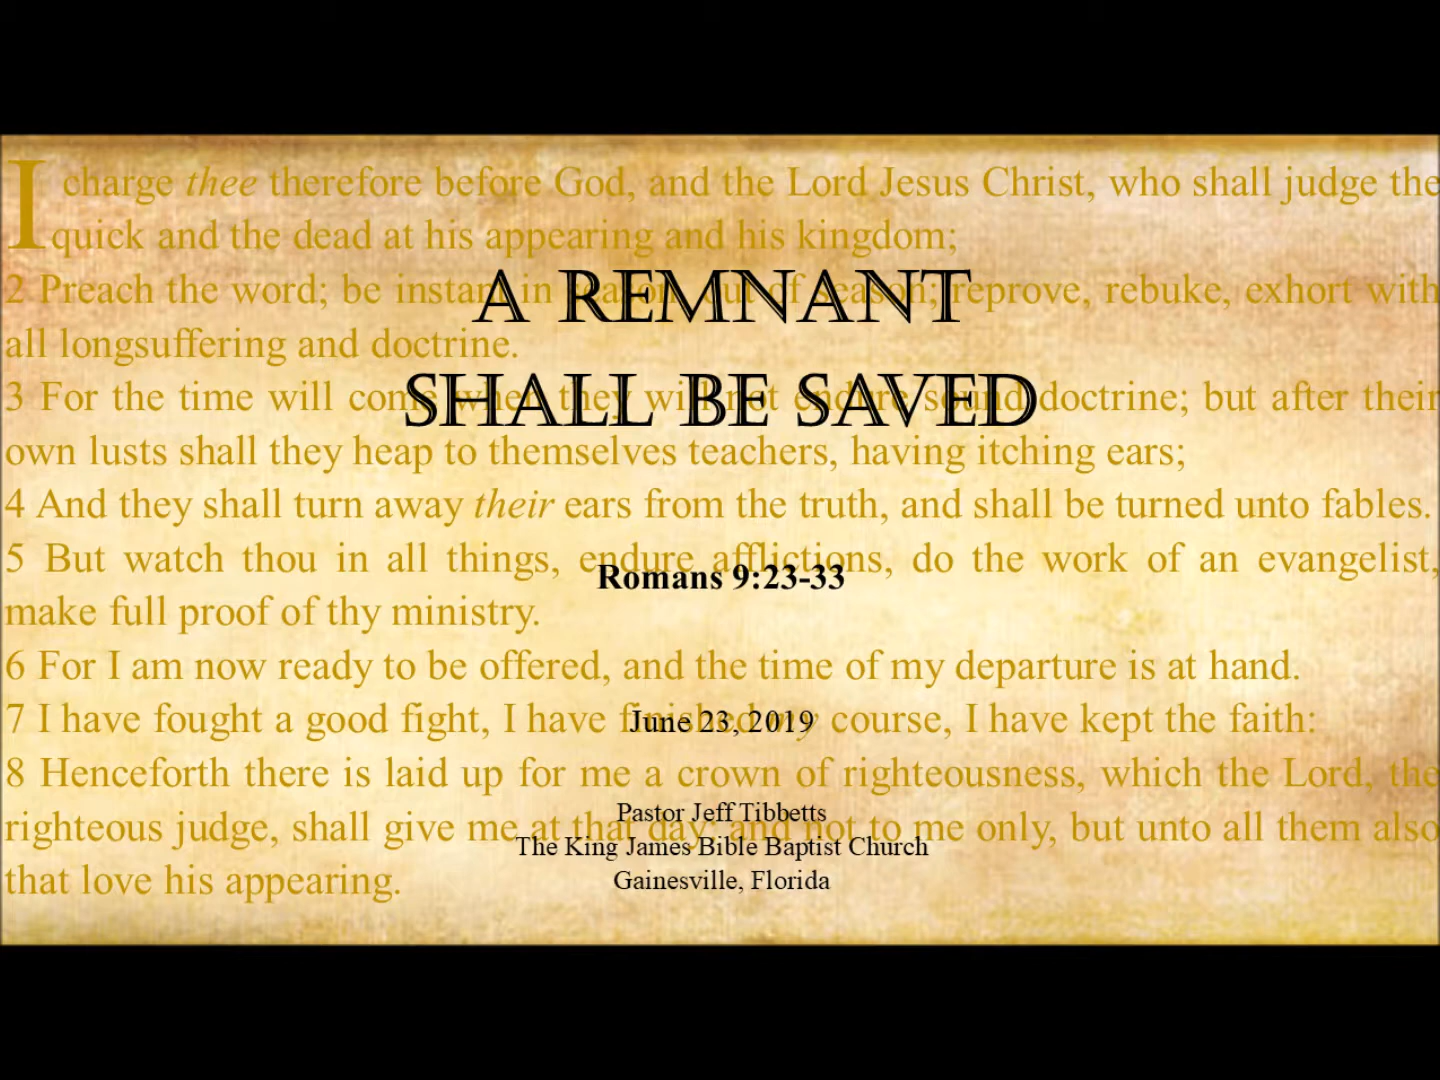 I charge thee therefore before God, and the Lord Jesus Christ, who shall judge the
quick and the dead at his appearing and his kingdom;
2 Preach the word; be instant in season, out of season; reprove, rebuke, exhort with
all longsuffering and doctrine.
3 For the time will come when they will not endure sound doctrine; but after their
own lusts shall they heap to themselves teachers, having itching ears;
4 And they shall turn away their ears from the truth, and shall be turned unto fables.
5 But watch thou in all things, endure afflictions, do the work of an evangelist,
make full proof of thy ministry.
6 For I am now ready to be offered, and the time of my departure is at hand.
7 I have fought a good fight, I have finished my course, I have kept the faith:
8 Henceforth there is laid up for me a crown of righteousness, which the Lord, the
righteous judge, shall give me at that day: and not to me only, but unto all them also
that love his appearing.
A REMNANT
SHALL BE SAVED
Romans 9:23-33
June 23, 2019
Pastor Jeff Tibbetts
The King James Bible Baptist Church
Gainesville, Florida